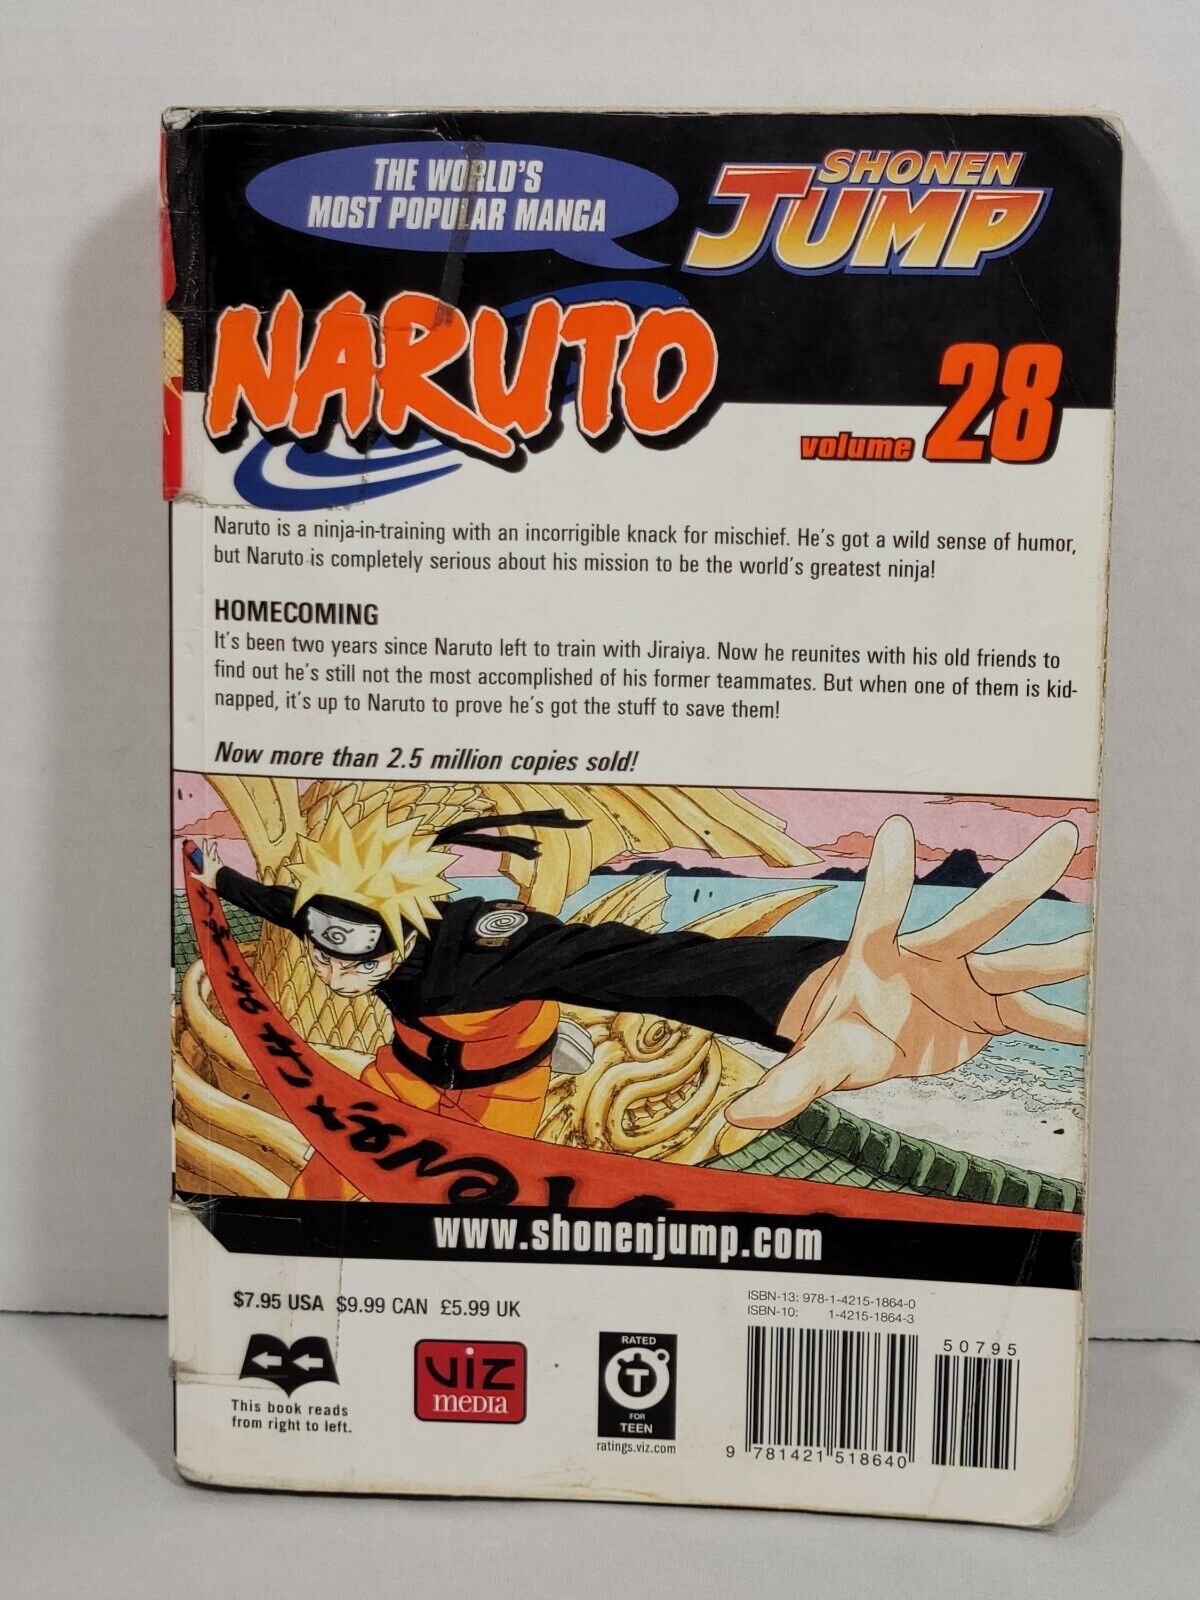 THE WORLD'S
MOST POPULAR MANGA
SHONEN
JUMP
NARUTO
volume 28
Naruto is a ninja-in-training with an incorrigible knack for mischief. He's got a wild sense of humor,
but Naruto is completely serious about his mission to be the world's greatest ninja!
HOMECOMING
It's been two years since Naruto left to train with Jiraiya. Now he reunites with his old friends to
find out he's still not the most accomplished of his former teammates. But when one of them is kid-
napped, it's up to Naruto to prove he's got the stuff to save them!
Now more than 2.5 million copies sold!
www.shonenjump.com
$7.95 USA $9.99 CAN £5.99 UK
This book reads
from right to left.
VIZ
MEDIA
RATED
T
FOR
TEEN
ratings.viz.com
ISBN-13: 978-1-4215-1864-0
ISBN-10: 1-4215-1864-3
50795
9 781421 518640